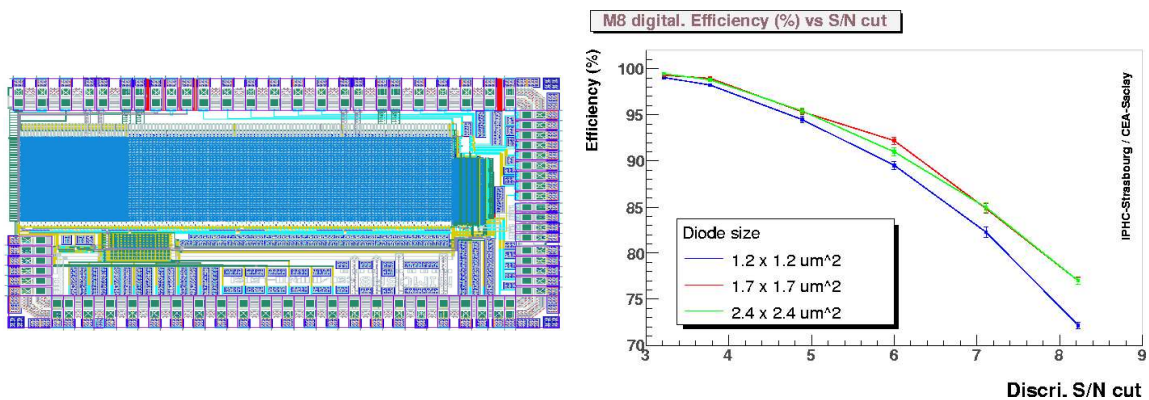 M8 digital. Efficiency (%) vs S/N cut
Efficiency (%)
100
95
90
85
80
75
70
3
4
5
6
7
8
9
Discri. S/N cut
Diode size
1.2 x 1.2 um^2
1.7 x 1.7 um^2
2.4 x 2.4 um^2
IPHC-Strasbourg / CEA-Saclay